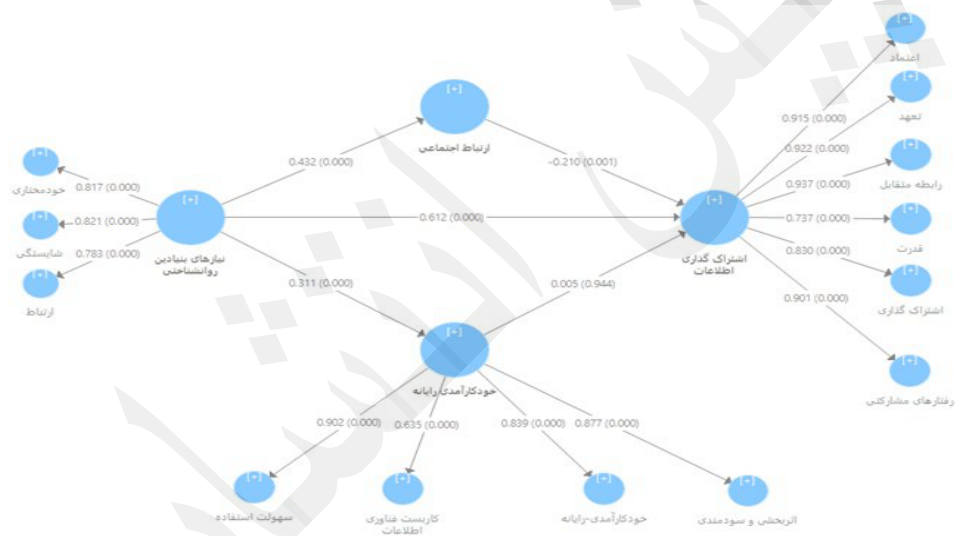 [+]
اعتماد
[+]
تعهد
[+]
رابطه متقابل
[+]
قدرت
[+]
اشتراک گذاری
[+]
رفتارهای مشارکتی
0.915 (0.000)
0.922 (0.000)
0.937 (0.000)
0.737 (0.000)
0.830 (0.000)
0.901 (0.000)
[+]
اشتراک گذاری
اطلاعات
[+]
ارتباط اجتماعی
0.432 (0.000)
-0.210 (0.001)
0.612 (0.000)
0.311 (0.000)
0.005 (0.944)
[+]
نیازهای بنیادین
روانشناختی
0.817 (0.000)
0.821 (0.000)
0.783 (0.000)
[+]
خودمختاری
[+]
شایستگی
[+]
ارتباط
[+]
خودکارآمدی-رایانه
0.902 (0.000)
0.635 (0.000)
0.839 (0.000)
0.877 (0.000)
[+]
اثربخشی و سودمندی
[+]
خودکارآمدی-رایانه
[+]
کاربست فناوری
اطلاعات
[+]
سهولت استفاده